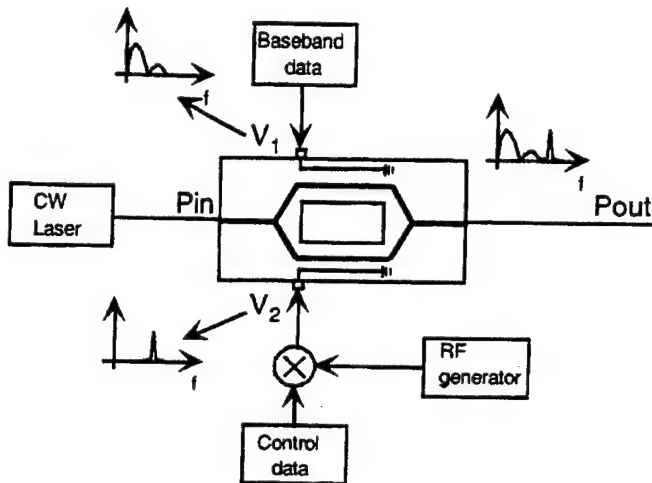 Baseband
data
f
V1
f
CW
Laser
Pin
Pout
V2
f
RF
generator
Control
data